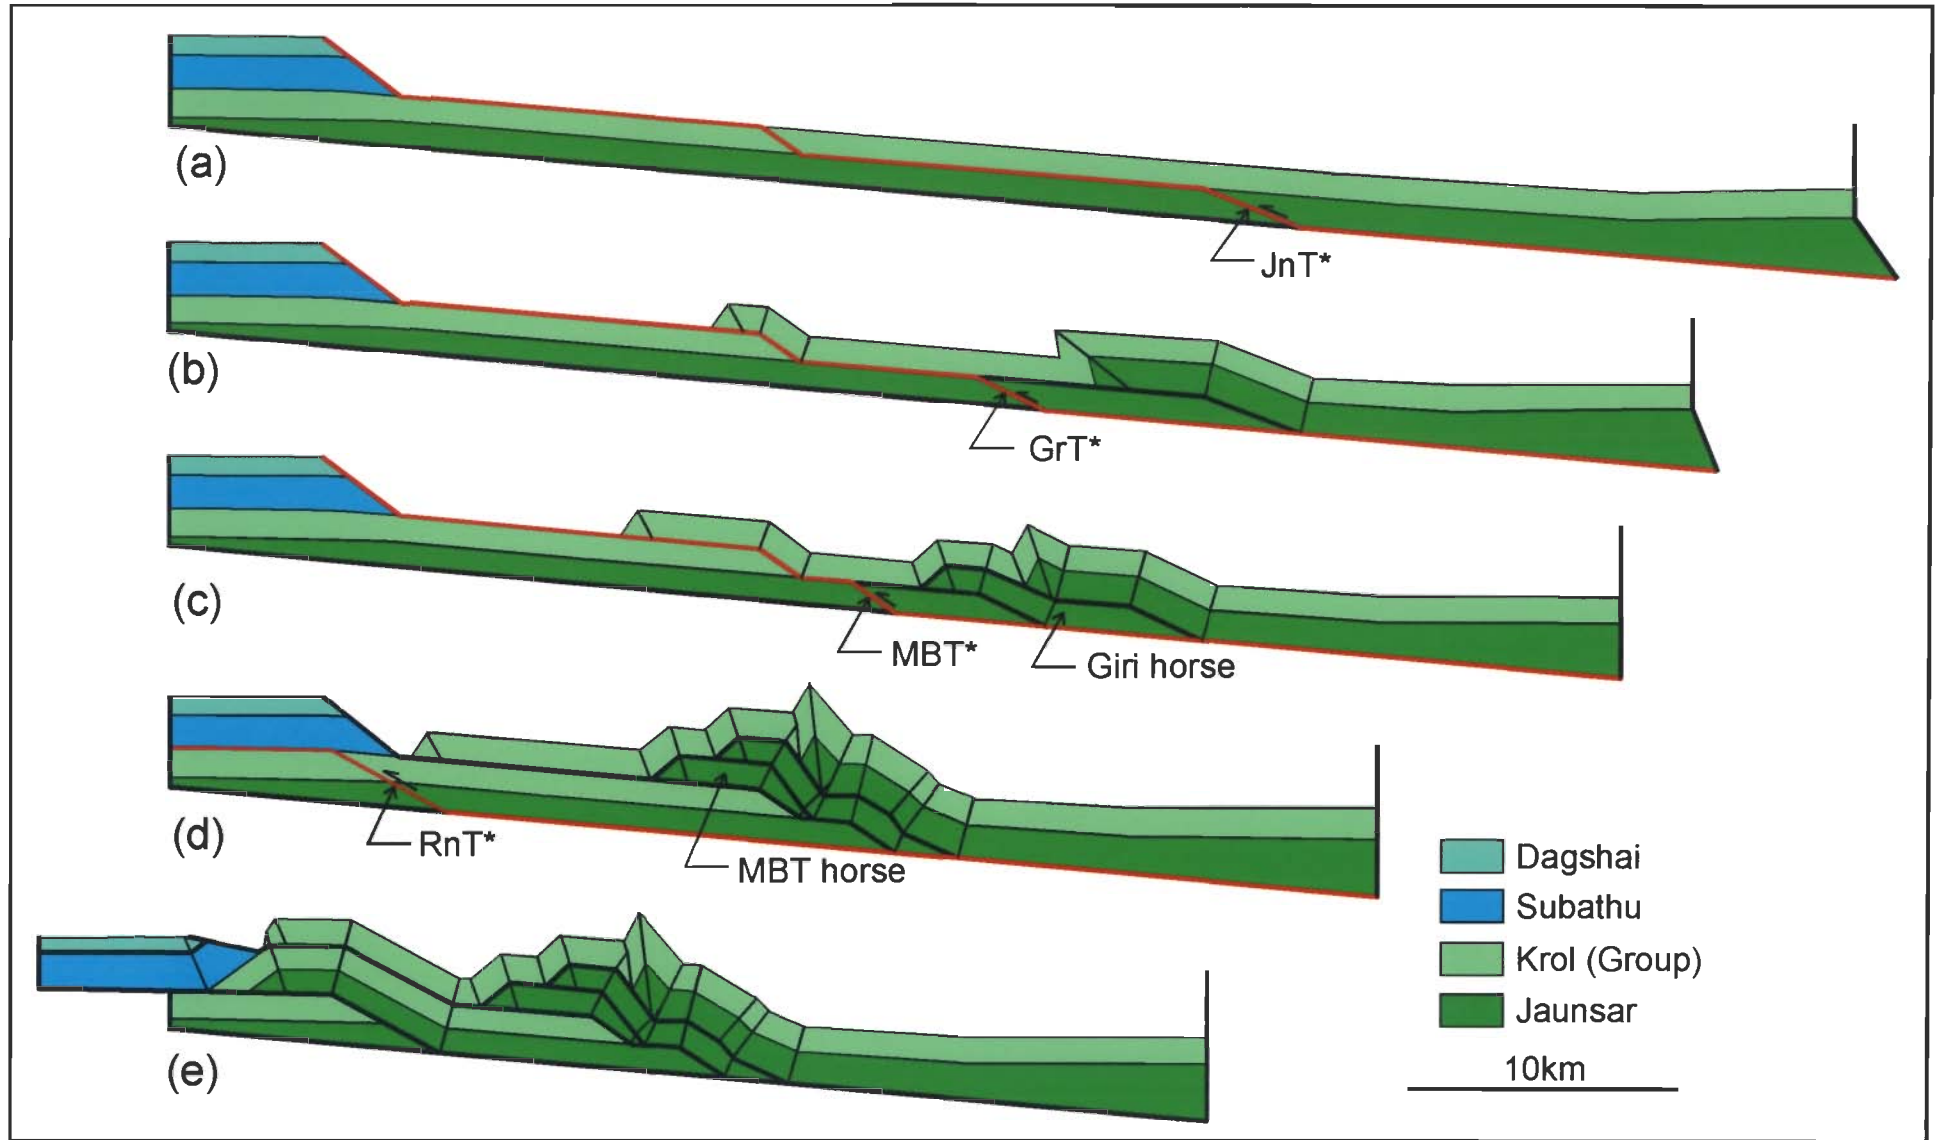 (a)
JnT*
(b)
GrT*
(c)
MBT*
Giri horse
(d)
RnT*
MBT horse
Dagshai
Subathu
Krol (Group)
Jaunsar
(e)
10km